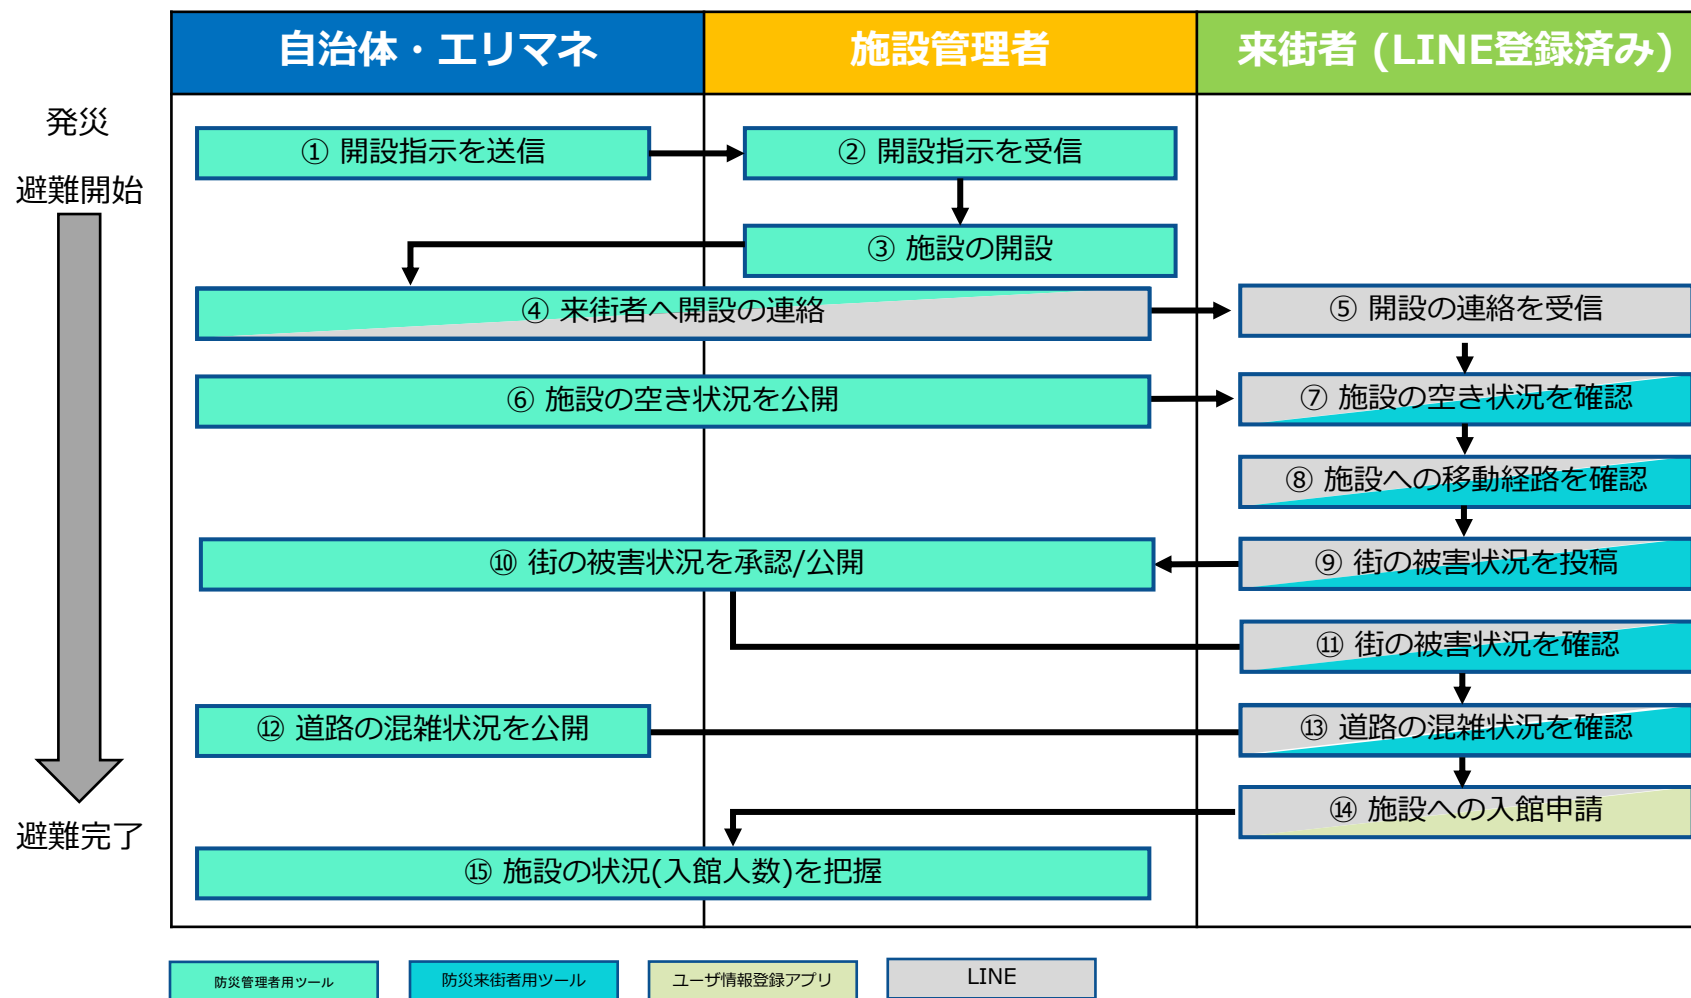 自治体・エリマネ
施設管理者
来街者 (LINE登録済み)
発災
避難開始
① 開設指示を送信
② 開設指示を受信
③ 施設の開設
④ 来街者へ開設の連絡
⑤ 開設の連絡を受信
⑥ 施設の空き状況を公開
⑦ 施設の空き状況を確認
⑧ 施設への移動経路を確認
⑩ 街の被害状況を承認/公開
⑨ 街の被害状況を投稿
⑪ 街の被害状況を確認
⑫ 道路の混雑状況を公開
⑬ 道路の混雑状況を確認
⑭ 施設への入館申請
避難完了
⑮ 施設の状況(入館人数)を把握
防災管理者用ツール
防災来街者用ツール
ユーザ情報登録アプリ
LINE